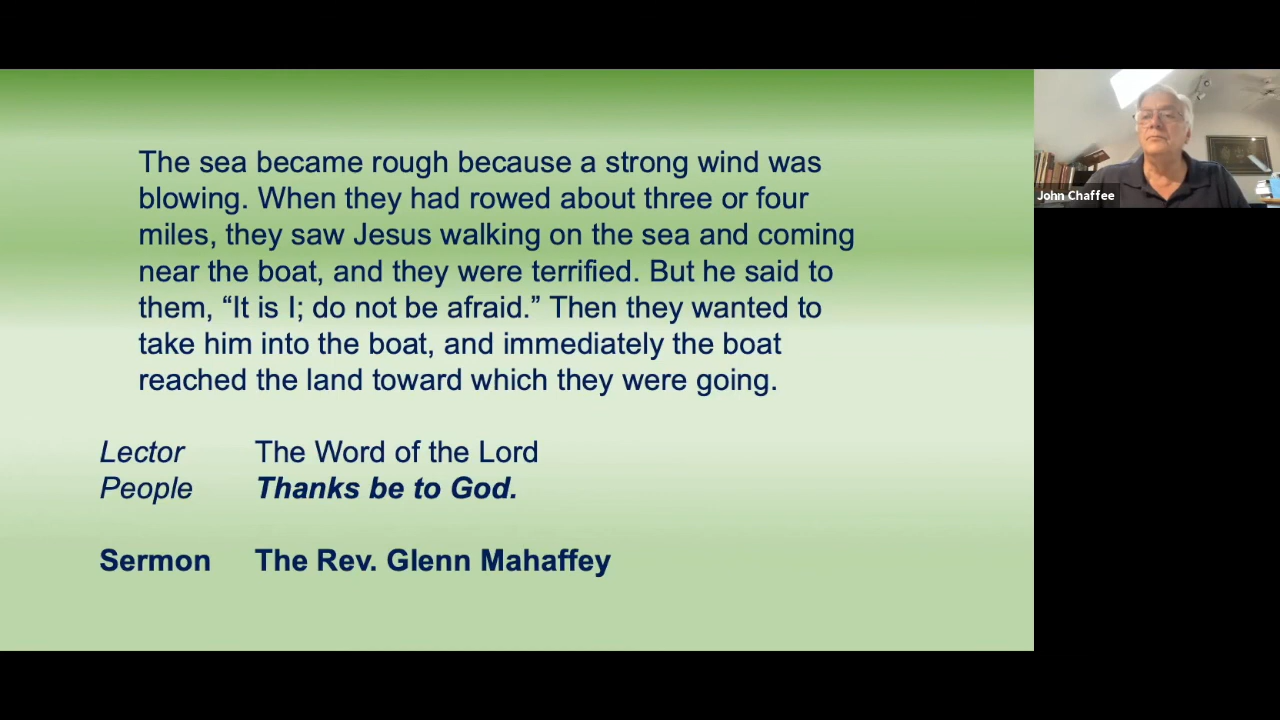 The sea became rough because a strong wind was
blowing. When they had rowed about three or four
miles, they saw Jesus walking on the sea and coming
near the boat, and they were terrified. But he said to
them, “It is I; do not be afraid.” Then they wanted to
take him into the boat, and immediately the boat
reached the land toward which they were going.
Lector The Word of the Lord
People Thanks be to God.
Sermon The Rev. Glenn Mahaffey
John Chaffee